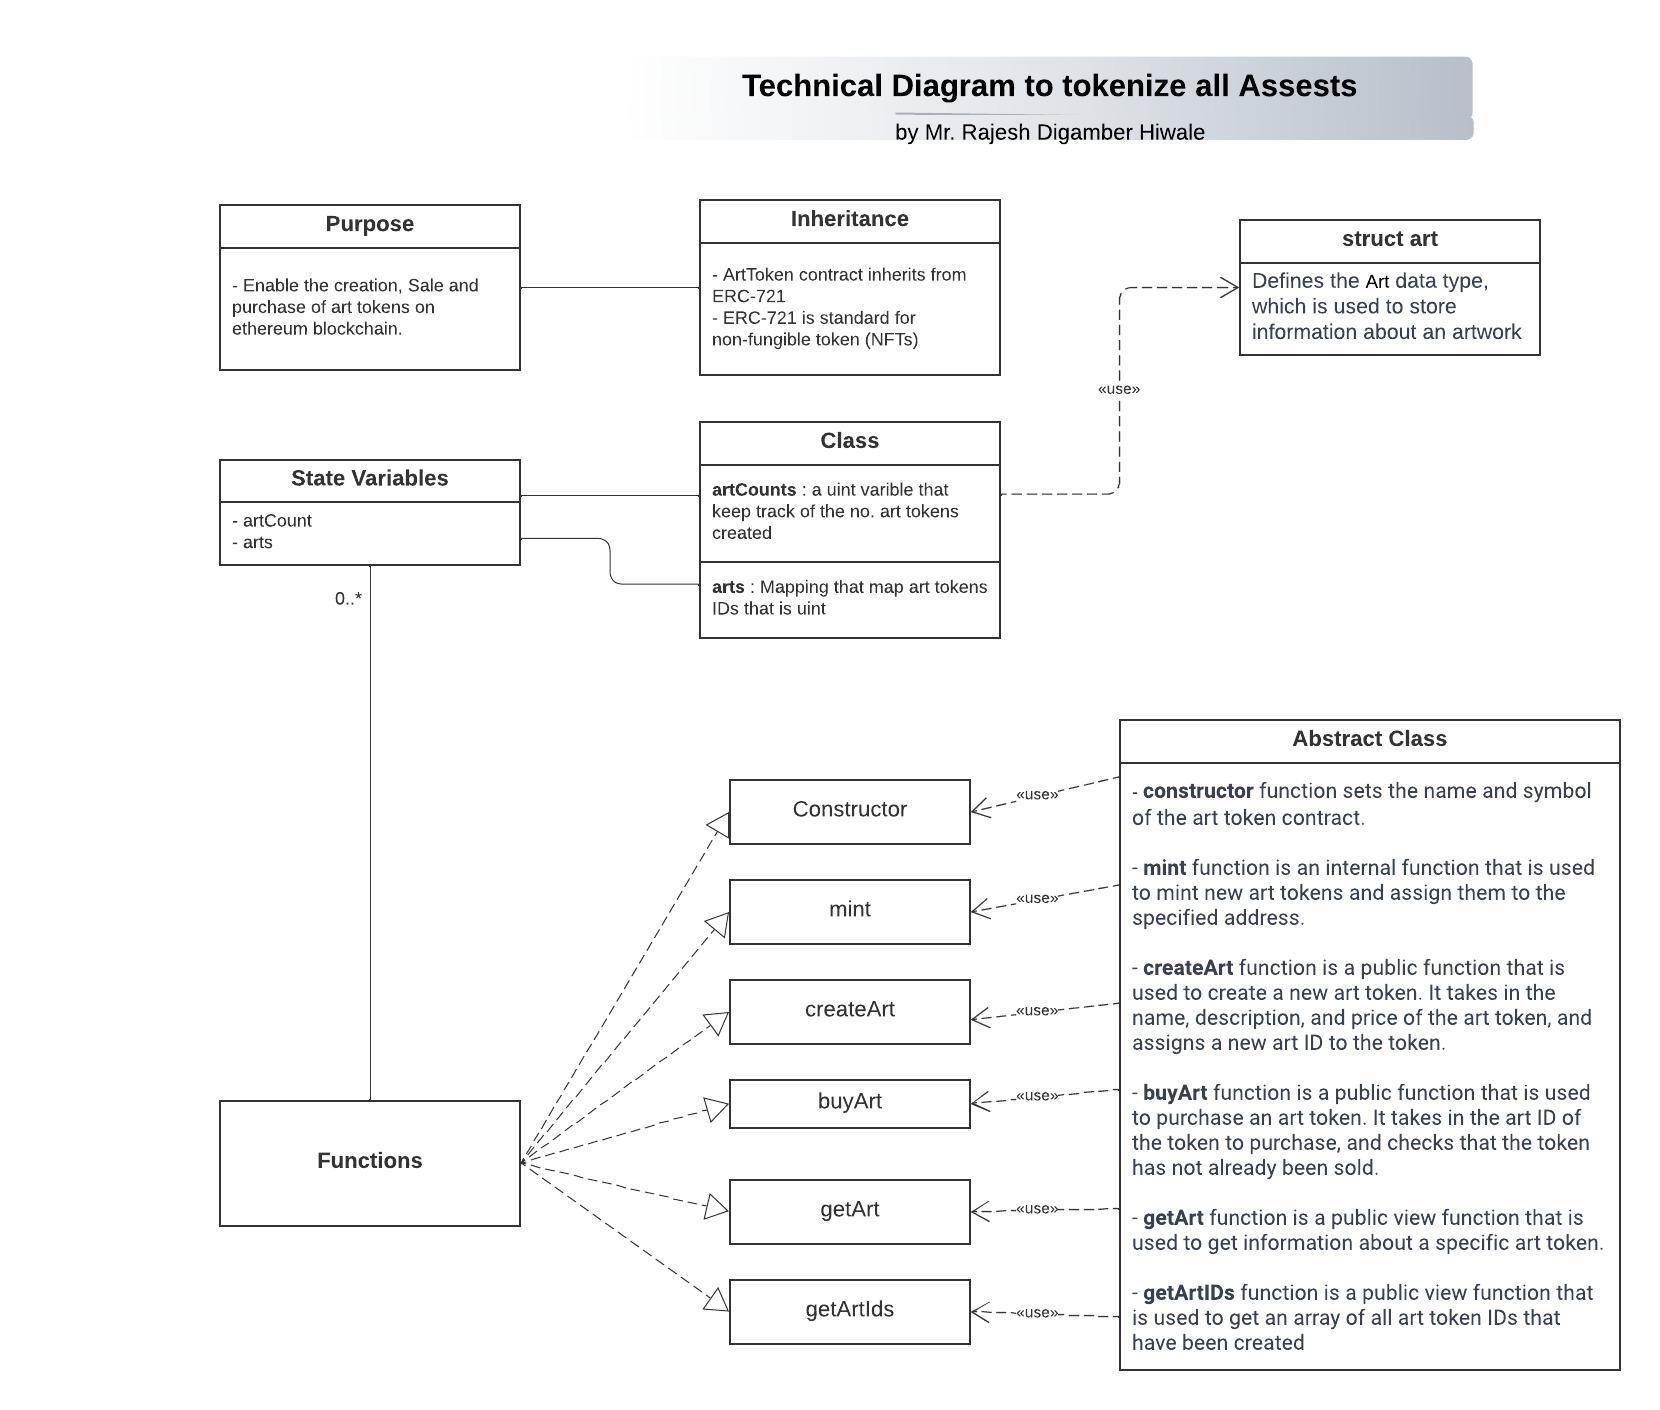 Technical Diagram to tokenize all Assests
by Mr. Rajesh Digamber Hiwale
Purpose
- Enable the creation, Sale and
purchase of art tokens on
ethereum blockchain.
Inheritance
- ArtToken contract inherits from
ERC-721
- ERC-721 is standard for
non-fungible token (NFTs)
struct art
Defines the Art data type,
which is used to store
information about an artwork
«use»
State Variables
- artCount
- arts
0..*
Class
artCounts : a uint varible that
keep track of the no. art tokens
created
arts : Mapping that map art tokens
IDs that is uint
Functions
Constructor
mint
createArt
buyArt
getArt
getArtIds
«use»
«use»
«use»
«use»
«use»
«use»
Abstract Class
- constructor function sets the name and symbol
of the art token contract.
- mint function is an internal function that is used
to mint new art tokens and assign them to the
specified address.
- createArt function is a public function that is
used to create a new art token. It takes in the
name, description, and price of the art token, and
assigns a new art ID to the token.
- buyArt function is a public function that is used
to purchase an art token. It takes in the art ID of
the token to purchase, and checks that the token
has not already been sold.
- getArt function is a public view function that is
used to get information about a specific art token.
- getArtIDs function is a public view function that
is used to get an array of all art token IDs that
have been created